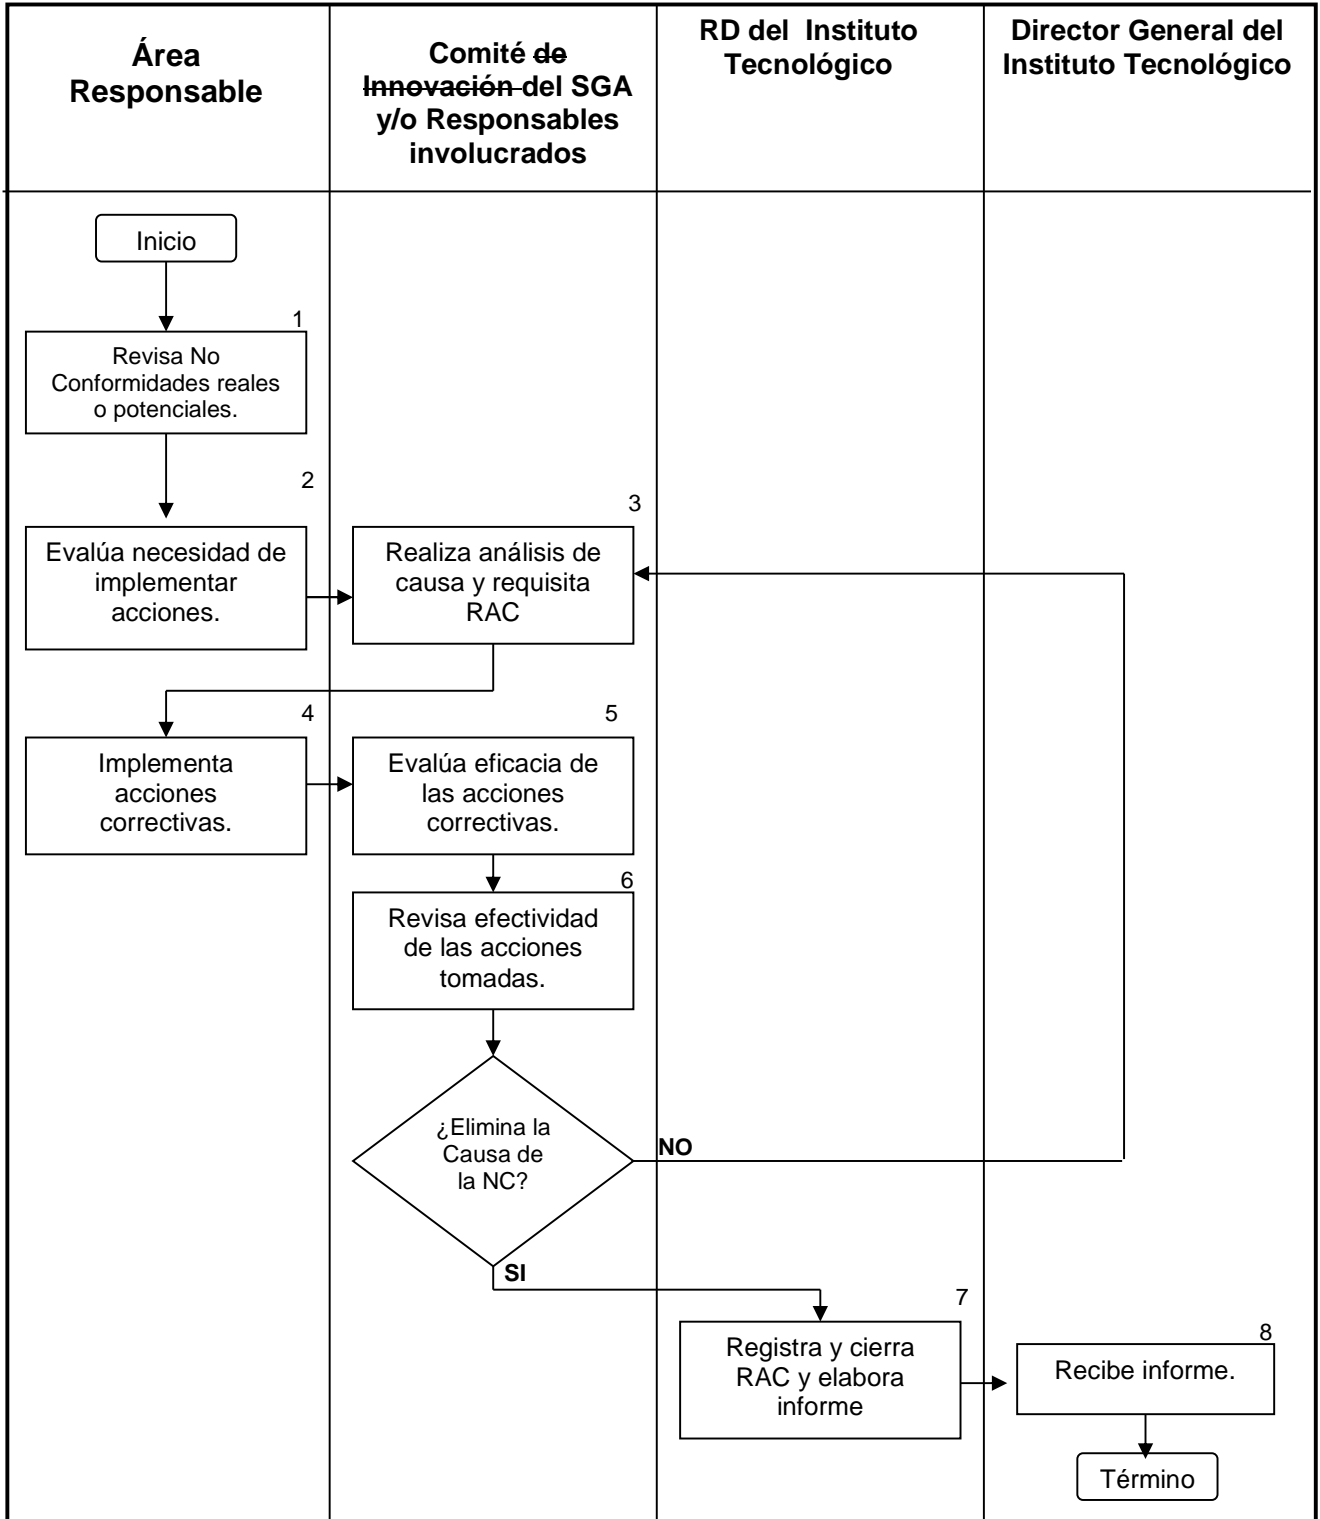 Área
Responsable
Comité de
Innovación del SGA
y/o Responsables
involucrados
RD del Instituto
Tecnológico
Director General del
Instituto Tecnológico
Inicio
1
Revisa No
Conformidades reales
o potenciales.
2
Evalúa necesidad de
implementar
acciones.
3
Realiza análisis de
causa y requisita
RAC
4
Implementa
acciones
correctivas.
5
Evalúa eficacia de
las acciones
correctivas.
6
Revisa efectividad
de las acciones
tomadas.
¿Elimina la
Causa de
la NC?
NO
SI
7
Registra y cierra
RAC y elabora
informe
8
Recibe informe.
Término